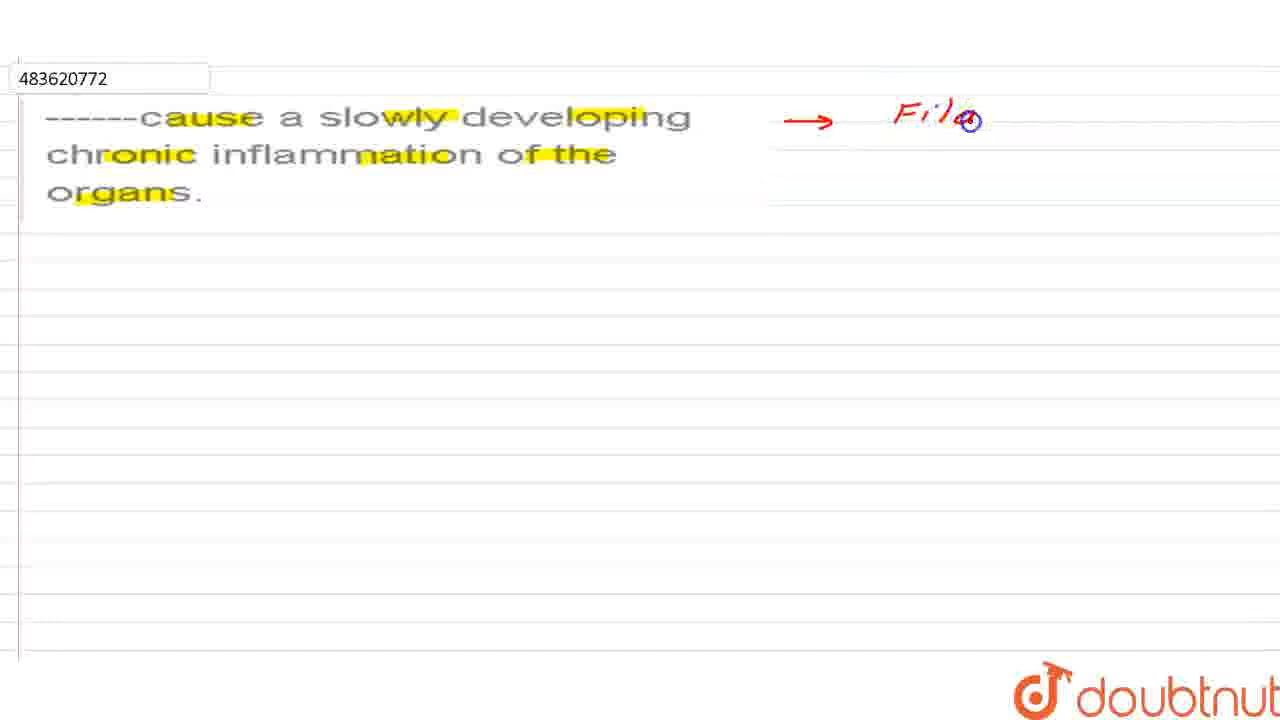 483620772
------cause a slowly developing
chronic inflammation of the
organs.
→ Fila
doubtnut